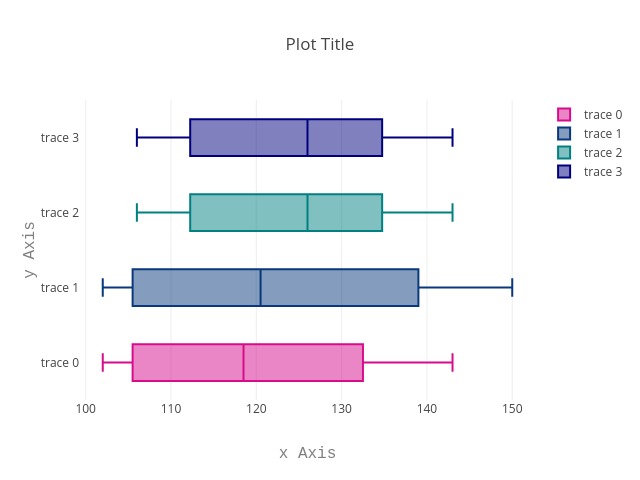 Plot Title
trace 3
trace 2
trace 1
trace 0
y Axis
100 110 120 130 140 150
x Axis
trace 0
trace 1
trace 2
trace 3